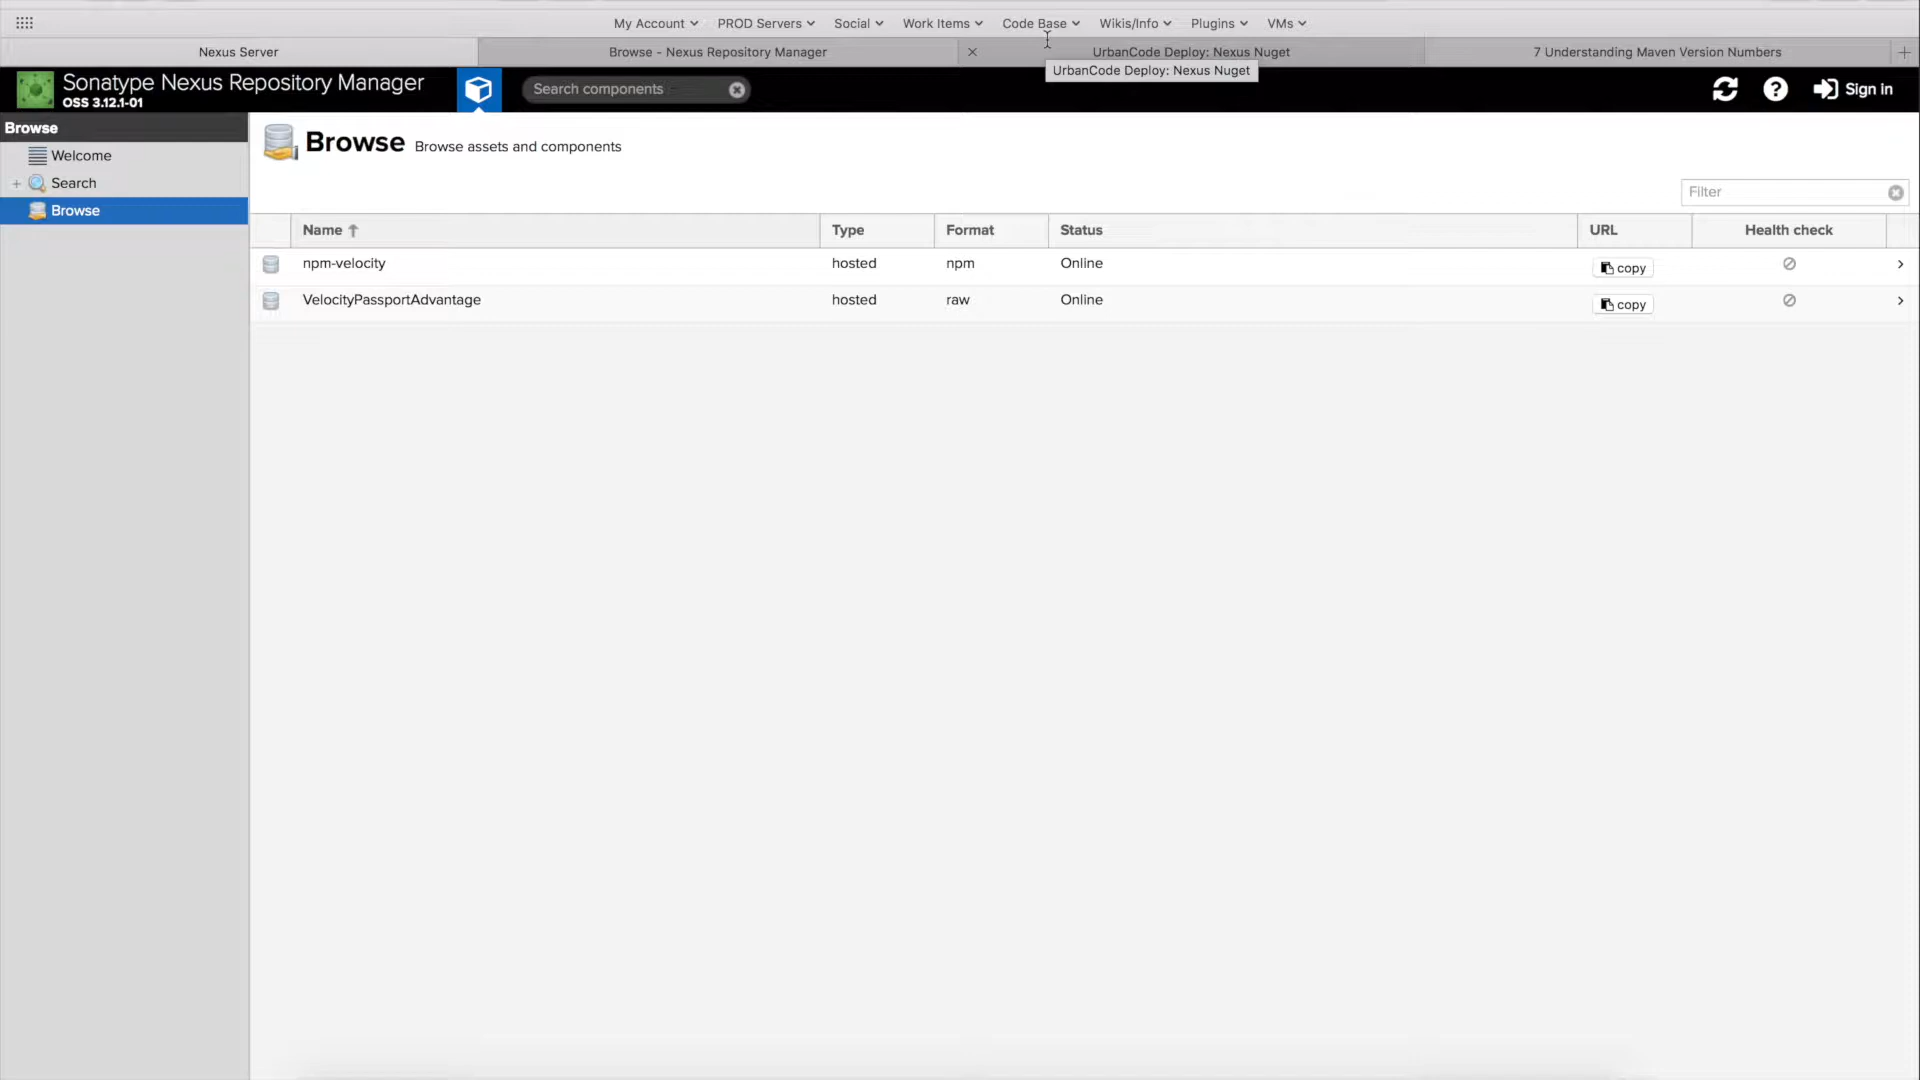 My Account PROD Servers Social Work Items Code Base Wikis/Info Plugins VMs
Nexus Server Browse - Nexus Repository Manager UrbanCode Deploy: Nexus Nuget 7 Understanding Maven Version Numbers
UrbanCode Deploy: Nexus Nuget
Sonatype Nexus Repository Manager
OSS 3.12.1-01
Search components
Sign in
Browse
Welcome
Search
Browse
Browse Browse assets and components
Filter
Name Type Format Status URL Health check
npm-velocity hosted npm Online copy
VelocityPassportAdvantage hosted raw Online copy